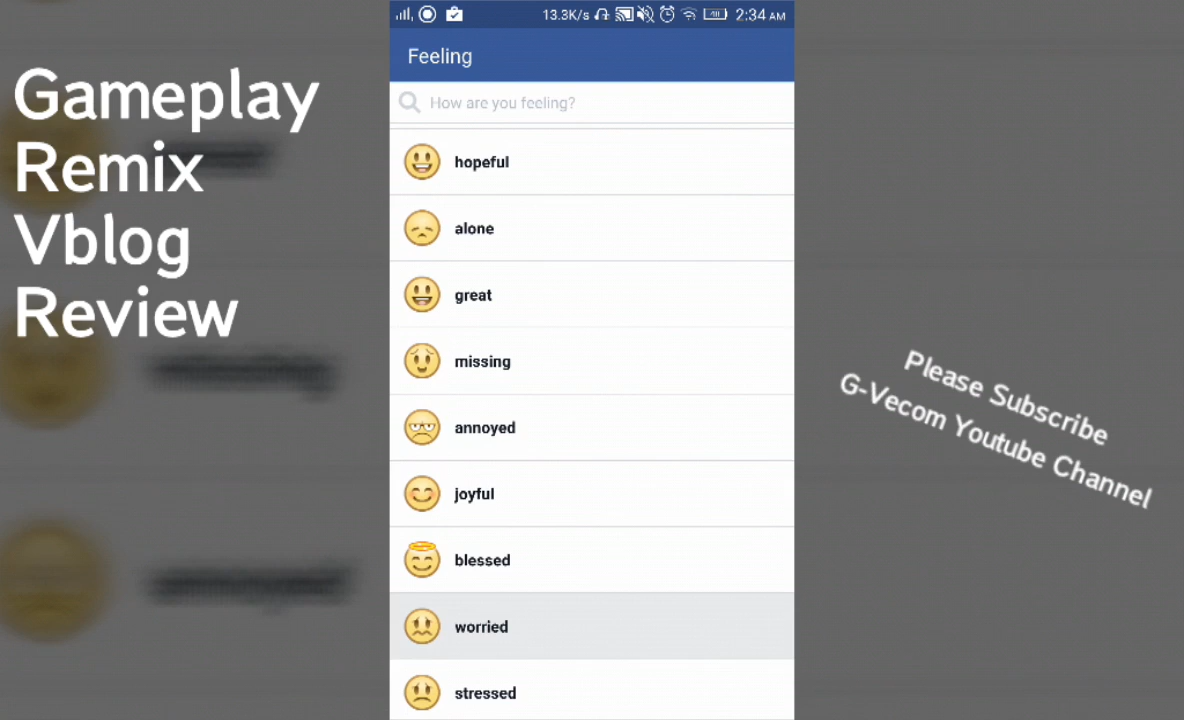 Gameplay
Remix
Vblog
Review
13.3K/s
2:34 AM
Feeling
How are you feeling?
hopeful
alone
great
missing
annoyed
joyful
blessed
worried
stressed
Please Subscribe
G-Vecom Youtube Channel